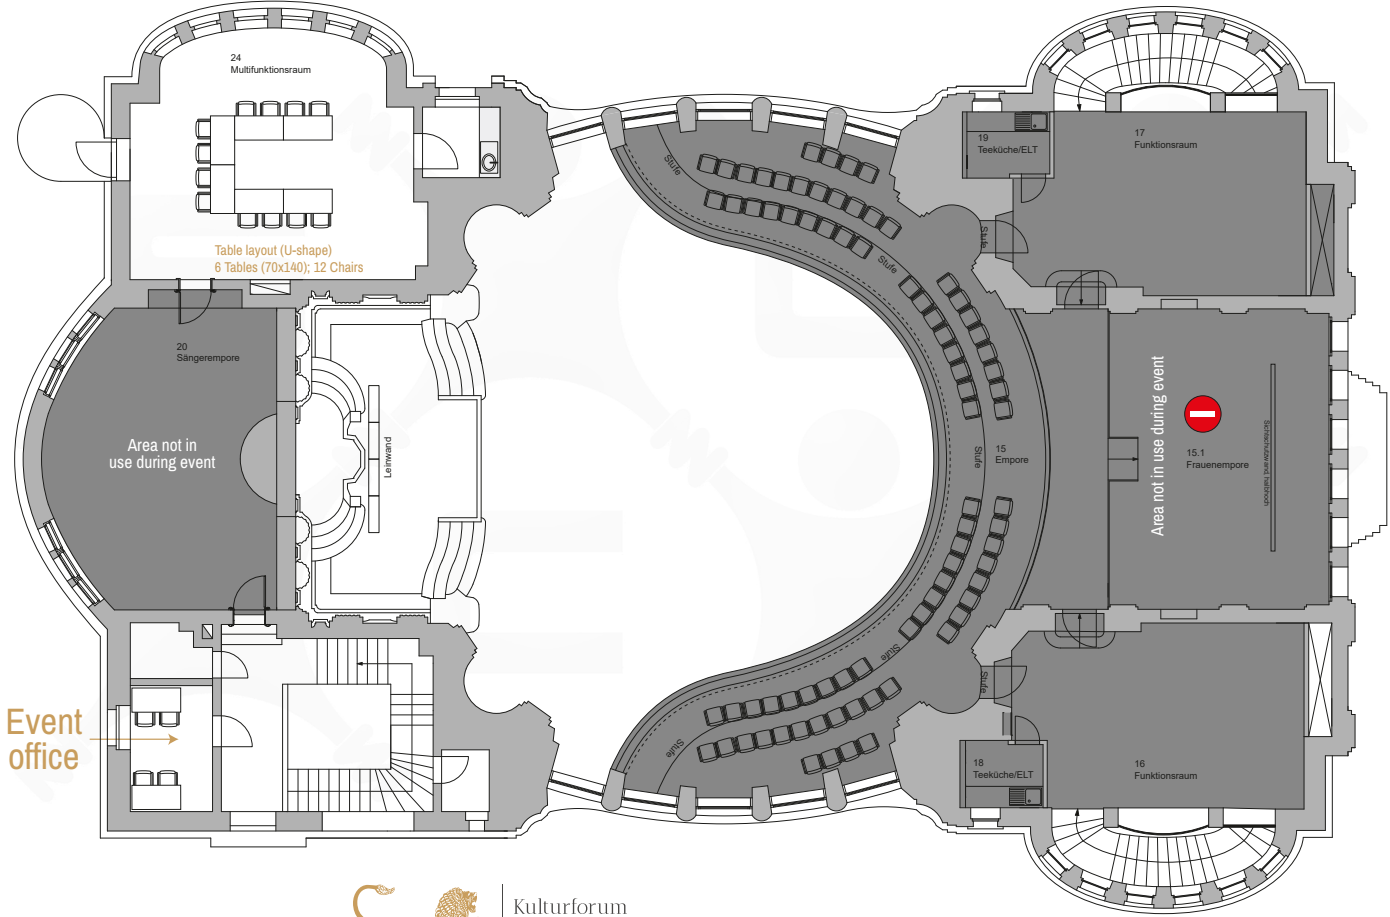 24
Multifunktionsraum
Table layout (U-shape)
6 Tables (70x140); 12 Chairs
20
Sängerempore
Area not in
use during event
Leinwand
Event
office
Stufe
Stufe
Stufe
Stufe
Stufe
15
Empore
19
Teeküche/ELT
17
Funktionsraum
Stufe
Area not in use during event
15.1
Frauenempore
Sichtschutzwand halbhoch
Stufe
18
Teeküche/ELT
16
Funktionsraum
Kulturforum